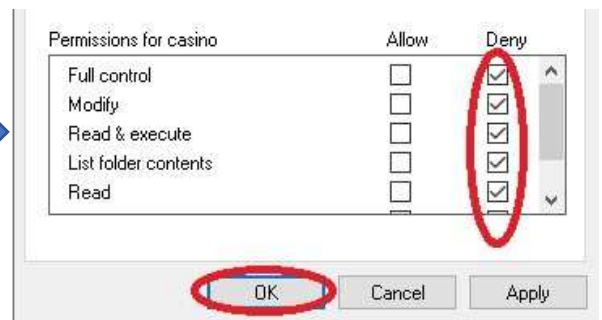 Permissions for casino Allow Deny
Full control
Modify
Read & execute
List folder contents
Read
OK Cancel Apply